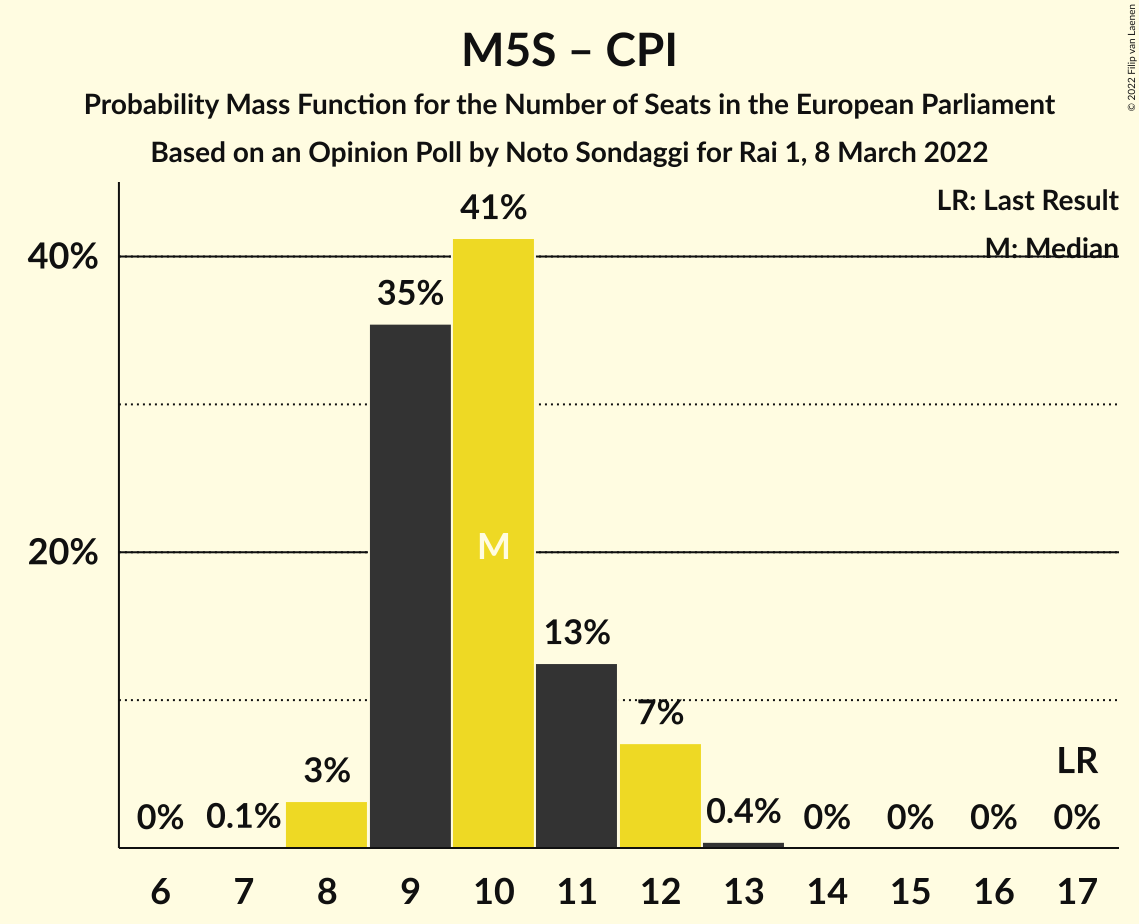 M5S – CPI
Probability Mass Function for the Number of Seats in the European Parliament
Based on an Opinion Poll by Noto Sondaggi for Rai 1, 8 March 2022
© 2022 Filip van Laenen
LR: Last Result
M: Median
41%
40%
35%
M
20%
13%
7%
3%
LR
0% 0.1% 0.4% 0% 0% 0% 0%
6 7 8 9 10 11 12 13 14 15 16 17